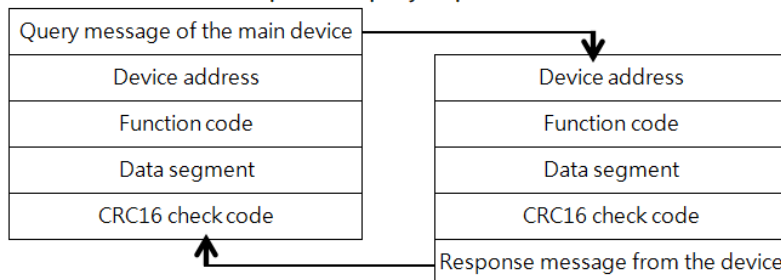 Query message of the main device
Device address
Function code
Data segment
CRC16 check code
Device address
Function code
Data segment
CRC16 check code
Response message from the device